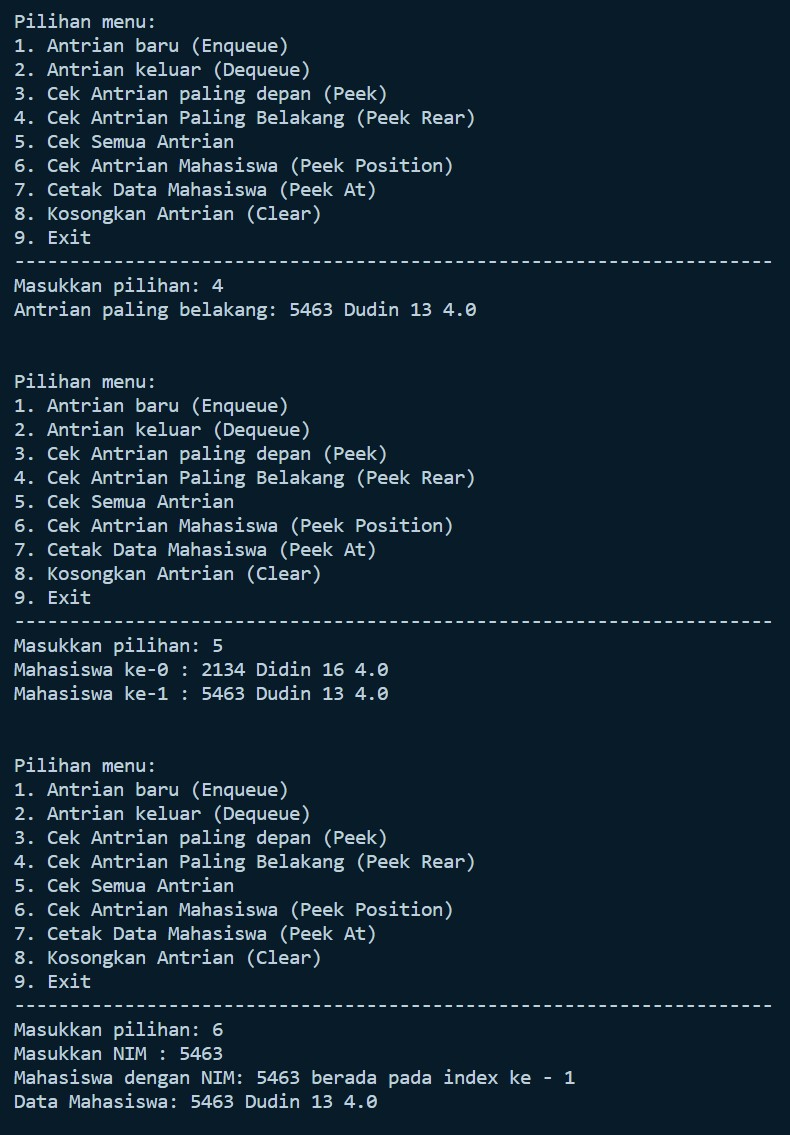 Pilihan menu:
1. Antrian baru (Enqueue)
2. Antrian keluar (Dequeue)
3. Cek Antrian paling depan (Peek)
4. Cek Antrian Paling Belakang (Peek Rear)
5. Cek Semua Antrian
6. Cek Antrian Mahasiswa (Peek Position)
7. Cetak Data Mahasiswa (Peek At)
8. Kosongkan Antrian (Clear)
9. Exit
---------------------------------------------------------------------
Masukkan pilihan: 4
Antrian paling belakang: 5463 Dudin 13 4.0
Pilihan menu:
1. Antrian baru (Enqueue)
2. Antrian keluar (Dequeue)
3. Cek Antrian paling depan (Peek)
4. Cek Antrian Paling Belakang (Peek Rear)
5. Cek Semua Antrian
6. Cek Antrian Mahasiswa (Peek Position)
7. Cetak Data Mahasiswa (Peek At)
8. Kosongkan Antrian (Clear)
9. Exit
---------------------------------------------------------------------
Masukkan pilihan: 5
Mahasiswa ke-0 : 2134 Didin 16 4.0
Mahasiswa ke-1 : 5463 Dudin 13 4.0
Pilihan menu:
1. Antrian baru (Enqueue)
2. Antrian keluar (Dequeue)
3. Cek Antrian paling depan (Peek)
4. Cek Antrian Paling Belakang (Peek Rear)
5. Cek Semua Antrian
6. Cek Antrian Mahasiswa (Peek Position)
7. Cetak Data Mahasiswa (Peek At)
8. Kosongkan Antrian (Clear)
9. Exit
---------------------------------------------------------------------
Masukkan pilihan: 6
Masukkan NIM : 5463
Mahasiswa dengan NIM: 5463 berada pada index ke - 1
Data Mahasiswa: 5463 Dudin 13 4.0